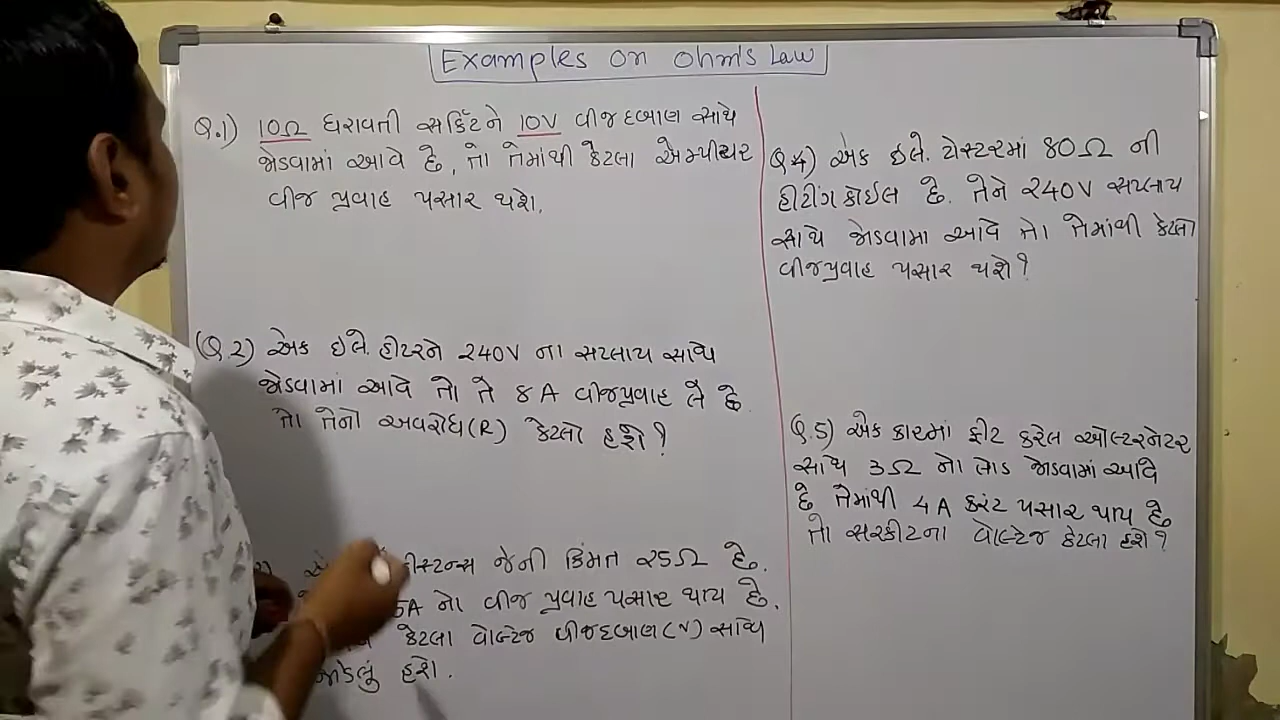 Examples on ohm's Law
Q.1) 10Ω ધરાવતી સર્કિટને 10V વીજદબાણ સાથે
જોડવામાં આવે છે, તો તેમાંથી કેટલા એમ્પીયર
વીજ પ્રવાહ પસાર થશે.
(Q.2) એક ઇલે. હીટરને 240V ના સપ્લાય સાથે
જોડવામાં આવે તો તે 8A વીજપ્રવાહ લે છે
તો તેનો અવરોધ(R) કેટલો હશે?
જેની કિંમત 25Ω છે.
5A નો વીજ પ્રવાહ પસાર થાય છે.
કેટલા વોલ્ટેજ વીજદબાણ(V) સાથે
જોડેલું હશે.
Q.4) એક ઇલે. ટોસ્ટરમાં 80Ω ની
હીટીંગ કોઇલ છે. તેને 240V સપ્લાય
સાથે જોડવામા આવે તો તેમાંથી કેટલો
વીજપ્રવાહ પસાર થશે?
Q.5) એક કારમાં ફીટ કરેલ ઓલ્ટરનેટર
સાથે 3Ω નો લોડ જોડવામાં આવે
છે તેમાંથી 4A કરંટ પસાર થાય છે
તો સરકીટના વોલ્ટેજ કેટલા હશે?